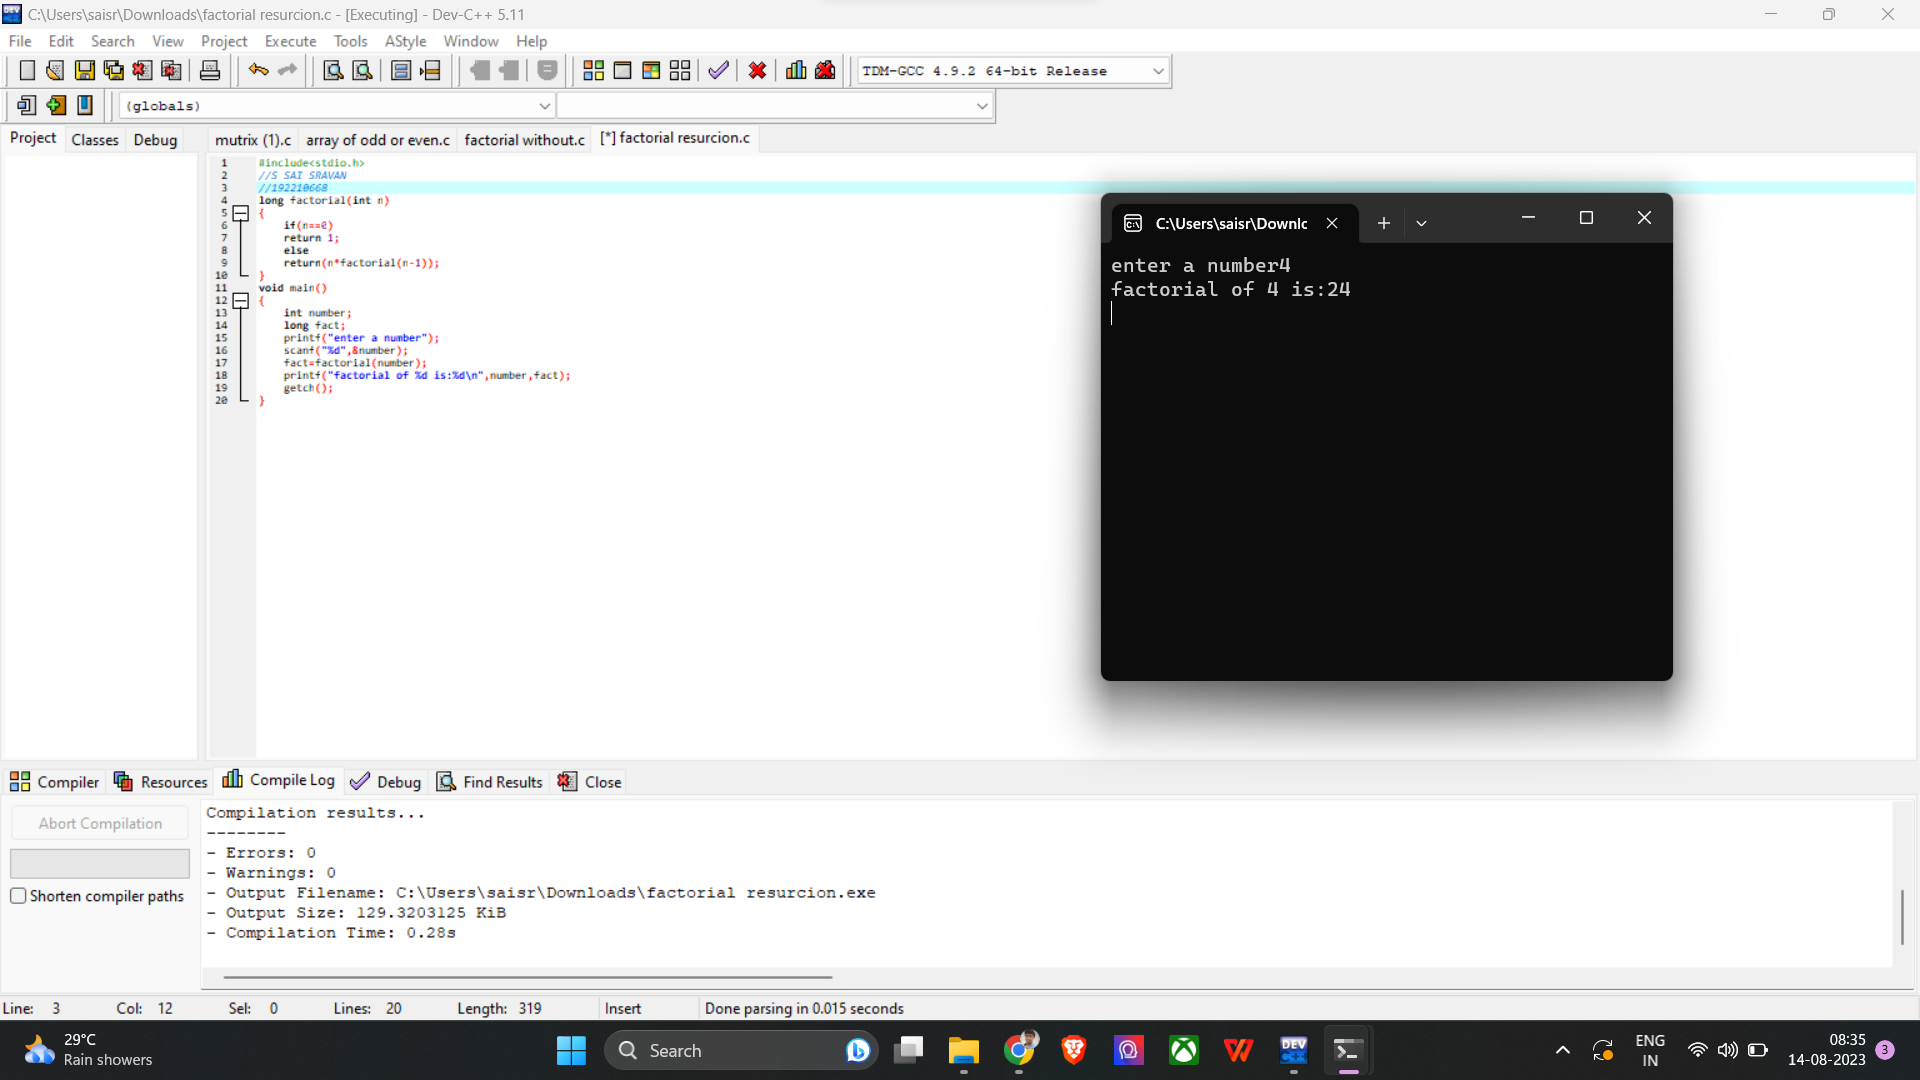 C:\Users\saisr\Downloads\factorial resurcion.c - [Executing] - Dev-C++ 5.11
File Edit Search View Project Execute Tools AStyle Window Help
TDM-GCC 4.9.2 64-bit Release
(globals)
Project Classes Debug
mutrix (1).c array of odd or even.c factorial without.c [*] factorial resurcion.c
1 #include<stdio.h>
2 //S SAI SRAVAN
3 //192210668
4 long factorial(int n)
5 {
6 if(n==0)
7 return 1;
8 else
9 return(n*factorial(n-1));
10 }
11 void main()
12 {
13 int number;
14 long fact;
15 printf("enter a number");
16 scanf("%d",&number);
17 fact=factorial(number);
18 printf("factorial of %d is:%d\n",number,fact);
19 getch();
20 }
C:\Users\saisr\Downlc
enter a number4
factorial of 4 is:24
Compiler Resources Compile Log Debug Find Results Close
Abort Compilation
Shorten compiler paths
Compilation results...
--------
- Errors: 0
- Warnings: 0
- Output Filename: C:\Users\saisr\Downloads\factorial resurcion.exe
- Output Size: 129.3203125 KiB
- Compilation Time: 0.28s
Line: 3 Col: 12 Sel: 0 Lines: 20 Length: 319 Insert Done parsing in 0.015 seconds
29°C
Rain showers
Search
DEV
ENG
IN
08:35
14-08-2023
3